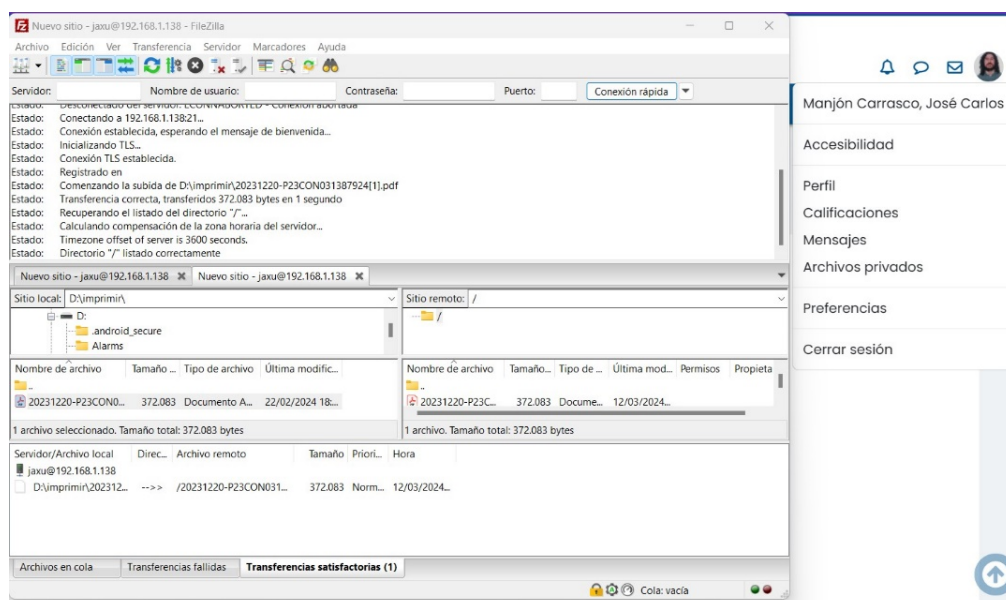 Nuevo sitio - jaxu@192.168.1.138 - FileZilla
Archivo Edición Ver Transferencia Servidor Marcadores Ayuda
Servidor: Nombre de usuario: Contraseña: Puerto: Conexión rápida
Estado: Desconectado del servidor: ECONNABORTED - Conexión abortada
Estado: Conectando a 192.168.1.138:21...
Estado: Conexión establecida, esperando el mensaje de bienvenida...
Estado: Inicializando TLS...
Estado: Conexión TLS establecida.
Estado: Registrado en
Estado: Comenzando la subida de D:\imprimir\20231220-P23CON031387924[1].pdf
Estado: Transferencia correcta, transferidos 372.083 bytes en 1 segundo
Estado: Recuperando el listado del directorio "/"...
Estado: Calculando compensación de la zona horaria del servidor...
Estado: Timezone offset of server is 3600 seconds.
Estado: Directorio "/" listado correctamente
Nuevo sitio - jaxu@192.168.1.138 Nuevo sitio - jaxu@192.168.1.138
Sitio local: D:\imprimir\
D:
.android_secure
Alarms
Sitio remoto: /
/
Nombre de archivo Tamaño ... Tipo de archivo Última modific...
..
20231220-P23CON0... 372.083 Documento A... 22/02/2024 18:...
1 archivo seleccionado. Tamaño total: 372.083 bytes
Nombre de archivo Tamaño... Tipo de ... Última mod... Permisos Propieta
..
20231220-P23C... 372.083 Docume... 12/03/2024...
1 archivo. Tamaño total: 372.083 bytes
Servidor/Archivo local Direc... Archivo remoto Tamaño Priori... Hora
jaxu@192.168.1.138
D:\imprimir\202312... -->> /20231220-P23CON031... 372.083 Norm... 12/03/2024...
Archivos en cola Transferencias fallidas Transferencias satisfactorias (1)
Cola: vacía
Manjón Carrasco, José Carlos
Accesibilidad
Perfil
Calificaciones
Mensajes
Archivos privados
Preferencias
Cerrar sesión